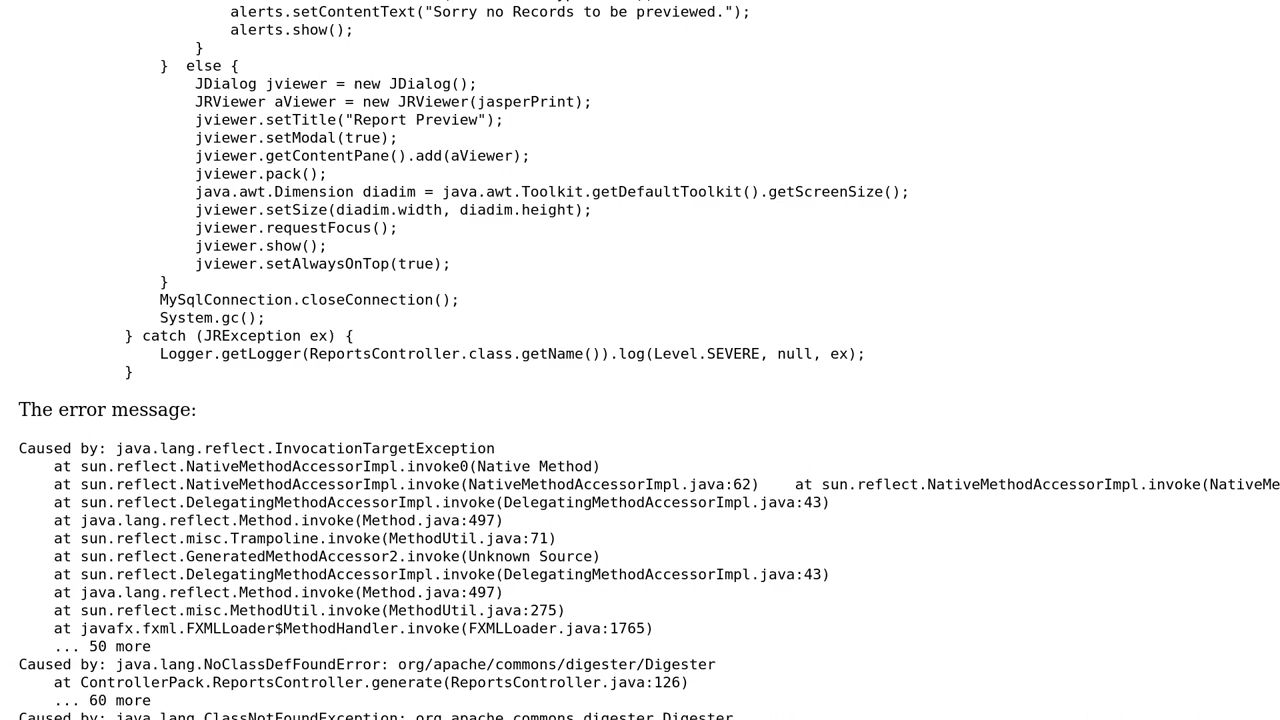 alerts.setContentText("Sorry no Records to be previewed.");
alerts.show();
}
} else {
JDialog jviewer = new JDialog();
JRViewer aViewer = new JRViewer(jasperPrint);
jviewer.setTitle("Report Preview");
jviewer.setModal(true);
jviewer.getContentPane().add(aViewer);
jviewer.pack();
java.awt.Dimension diadim = java.awt.Toolkit.getDefaultToolkit().getScreenSize();
jviewer.setSize(diadim.width, diadim.height);
jviewer.requestFocus();
jviewer.show();
jviewer.setAlwaysOnTop(true);
}
MySqlConnection.closeConnection();
System.gc();
} catch (JRException ex) {
Logger.getLogger(ReportsController.class.getName()).log(Level.SEVERE, null, ex);
}
The error message:
Caused by: java.lang.reflect.InvocationTargetException
at sun.reflect.NativeMethodAccessorImpl.invoke0(Native Method)
at sun.reflect.NativeMethodAccessorImpl.invoke(NativeMethodAccessorImpl.java:62)    at sun.reflect.NativeMethodAccessorImpl.invoke(NativeMe
at sun.reflect.DelegatingMethodAccessorImpl.invoke(DelegatingMethodAccessorImpl.java:43)
at java.lang.reflect.Method.invoke(Method.java:497)
at sun.reflect.misc.Trampoline.invoke(MethodUtil.java:71)
at sun.reflect.GeneratedMethodAccessor2.invoke(Unknown Source)
at sun.reflect.DelegatingMethodAccessorImpl.invoke(DelegatingMethodAccessorImpl.java:43)
at java.lang.reflect.Method.invoke(Method.java:497)
at sun.reflect.misc.MethodUtil.invoke(MethodUtil.java:275)
at javafx.fxml.FXMLLoader$MethodHandler.invoke(FXMLLoader.java:1765)
... 50 more
Caused by: java.lang.NoClassDefFoundError: org/apache/commons/digester/Digester
at ControllerPack.ReportsController.generate(ReportsController.java:126)
... 60 more
Caused by: java.lang.ClassNotFoundException: org.apache.commons.digester.Digester